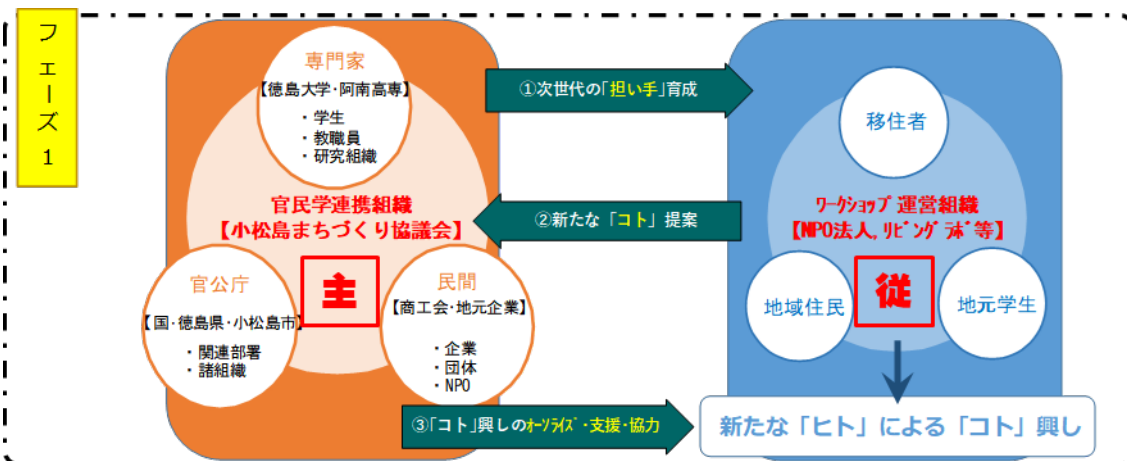 フェーズ1
専門家
【徳島大学・阿南高専】
・学生
・教職員
・研究組織
官民学連携組織
【小松島まちづくり協議会】
主
官公庁
【国・徳島県・小松島市】
・関連部署
・諸組織
民間
【商工会・地元企業】
・企業
・団体
・NPO
①次世代の「担い手」育成
②新たな「コト」提案
③「コト」興しのｵｰｿﾗｲｽﾞ・支援・協力
移住者
ﾜｰｸｼｮｯﾌﾟ運営組織
【NPO法人,ﾘﾋﾞﾝｸﾞﾗﾎﾞ等】
従
地域住民
地元学生
新たな「ヒト」による「コト」興し